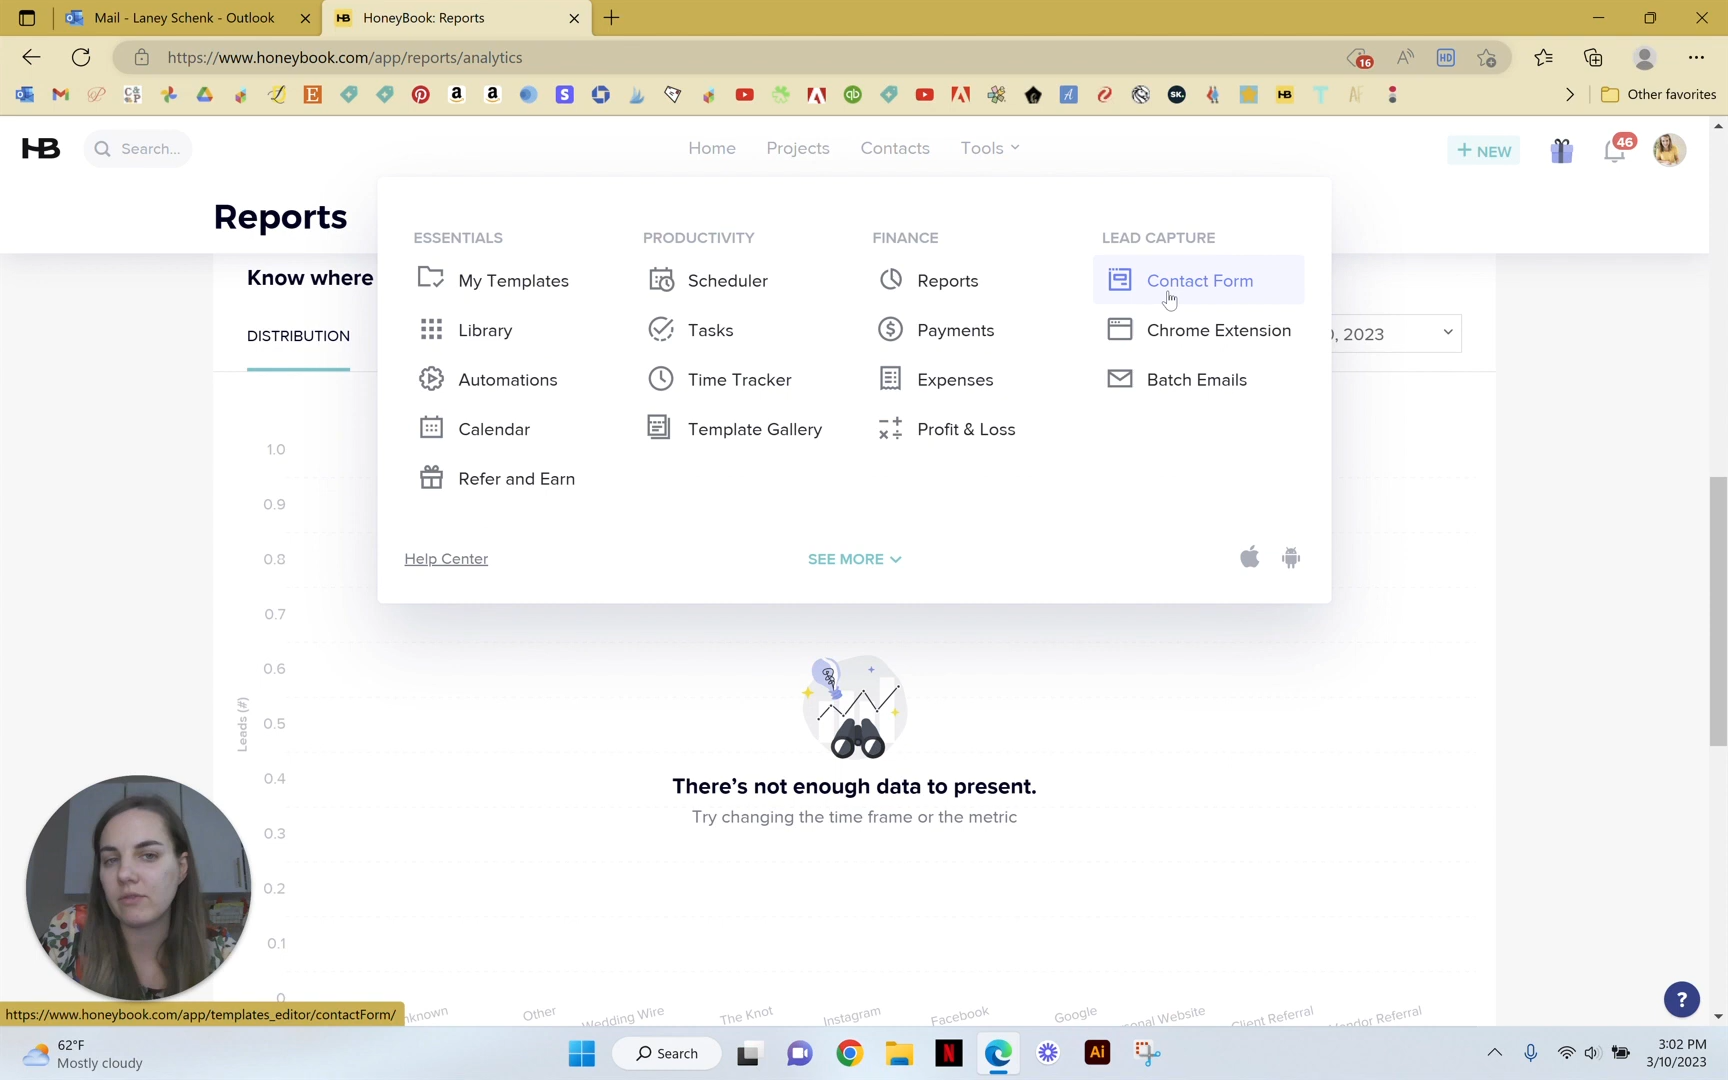 Mail - Laney Schenk - Outlook
HB HoneyBook: Reports
https://www.honeybook.com/app/reports/analytics
16
HD
Other favorites
HB
Search...
Home
Projects
Contacts
Tools
+ NEW
46
Reports
ESSENTIALS
My Templates
Library
Automations
Calendar
Refer and Earn
PRODUCTIVITY
Scheduler
Tasks
Time Tracker
Template Gallery
FINANCE
Reports
Payments
Expenses
Profit & Loss
LEAD CAPTURE
Contact Form
Chrome Extension
Batch Emails
Help Center
SEE MORE
Know where
DISTRIBUTION
, 2023
1.0
0.9
0.8
0.7
0.6
0.5
0.4
0.3
0.2
0.1
0
Leads (#)
There's not enough data to present.
Try changing the time frame or the metric
Other
Wedding Wire
The Knot
Instagram
Facebook
Google
Client Referral
https://www.honeybook.com/app/templates_editor/contactForm/
?
62°F
Mostly cloudy
Search
Ai
3:02 PM
3/10/2023